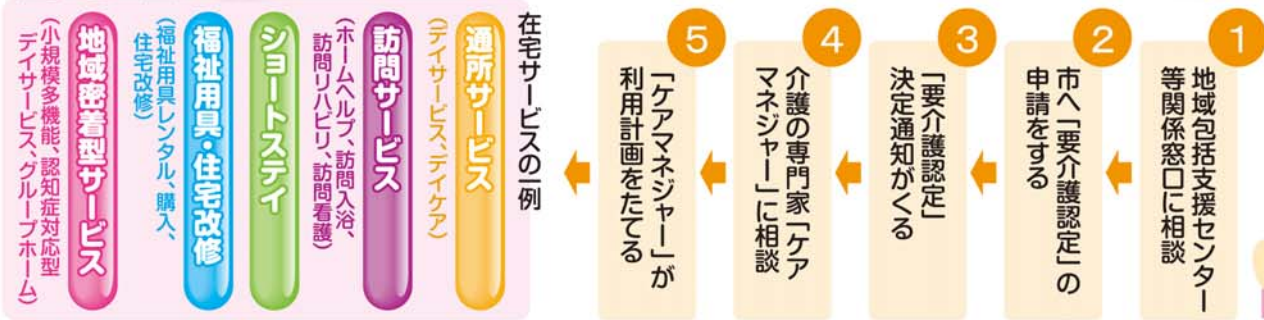 1
地域包括支援センター
等関係窓口に相談
2
市へ「要介護認定」の
申請をする
3
「要介護認定」
決定通知がくる
4
介護の専門家「ケア
マネジャー」に相談
5
「ケアマネジャー」が
利用計画をたてる
在宅サービスの一例
通所サービス
(デイサービス、デイケア)
訪問サービス
(ホームヘルプ、訪問入浴、
訪問リハビリ、訪問看護)
ショートステイ
福祉用具・住宅改修
(福祉用具レンタル、購入、
住宅改修)
地域密着型サービス
(小規模多機能、認知症対応型
デイサービス、グループホーム)